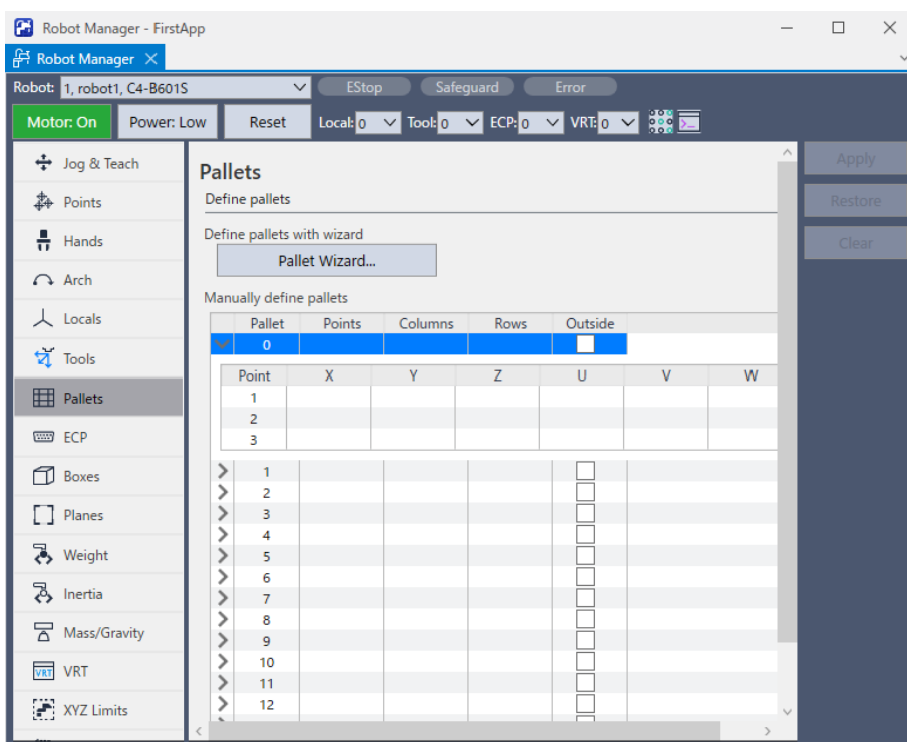 Robot Manager - FirstApp
Robot Manager
Robot: 1, robot1, C4-B601S EStop Safeguard Error
Motor: On Power: Low Reset Local: 0 Tool: 0 ECP: 0 VRT: 0
Jog & Teach
Points
Hands
Arch
Locals
Tools
Pallets
ECP
Boxes
Planes
Weight
Inertia
Mass/Gravity
VRT VRT
XYZ Limits
Pallets
Define pallets
Define pallets with wizard
Pallet Wizard...
Manually define pallets
Pallet Points Columns Rows Outside
0
Point X Y Z U V W
1
2
3
1
2
3
4
5
6
7
8
9
10
11
12
Apply
Restore
Clear